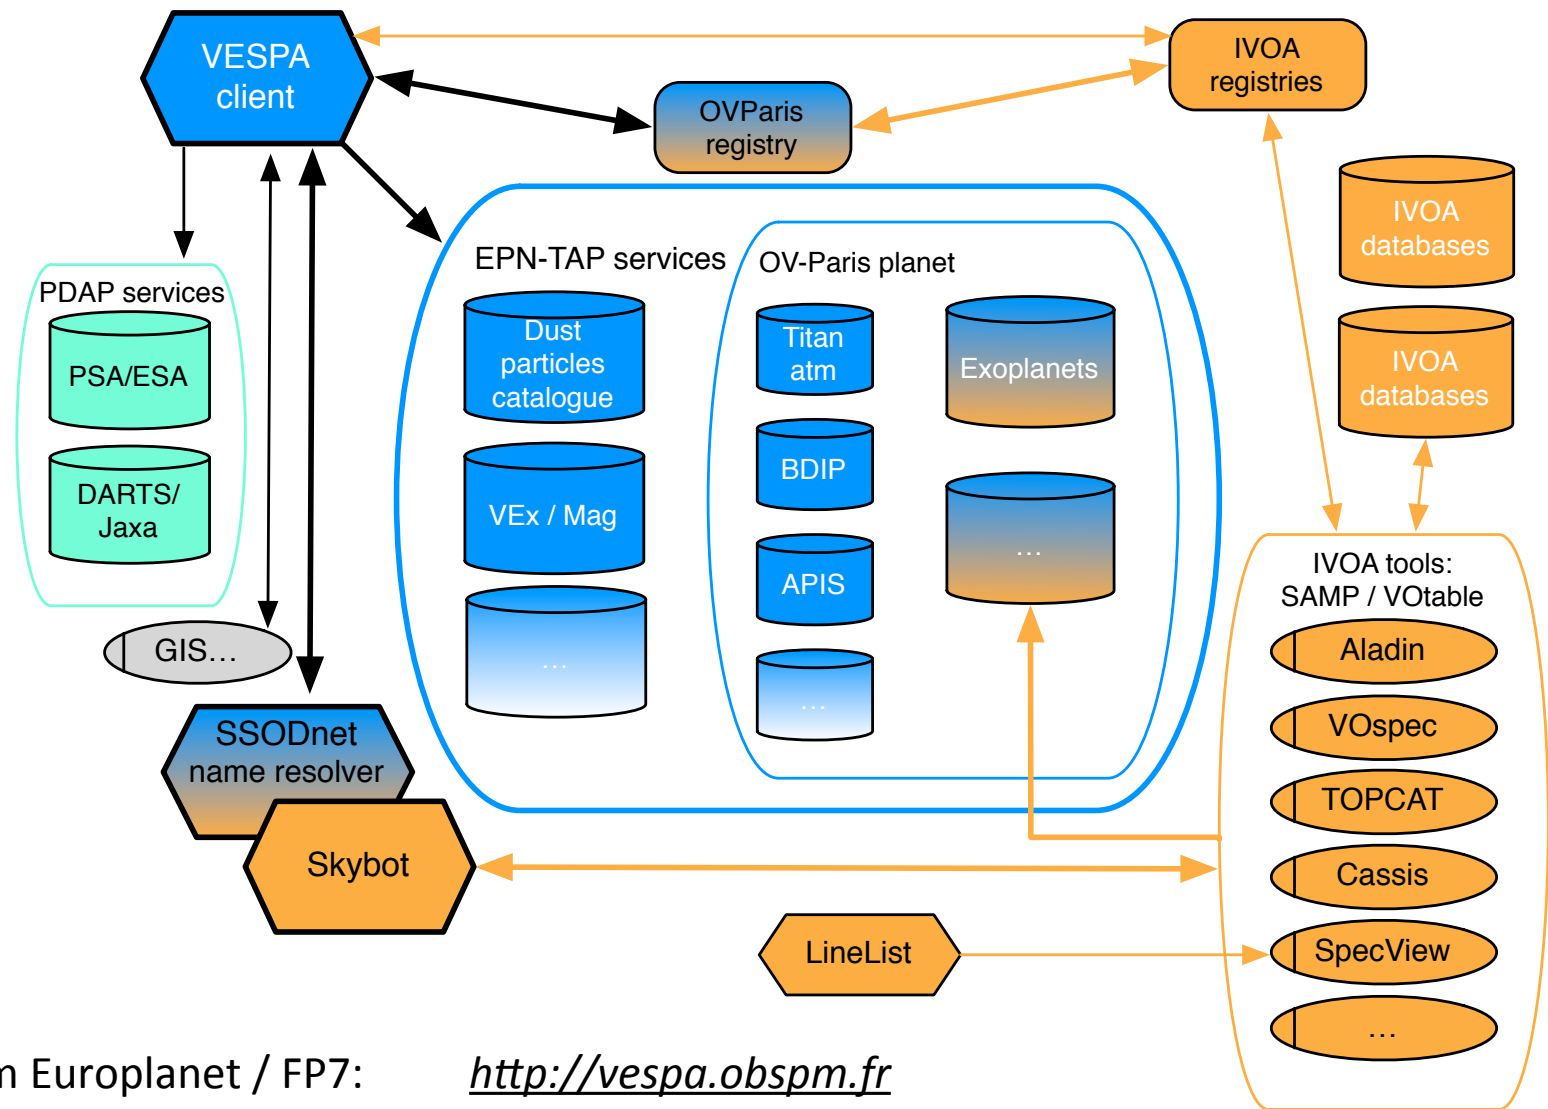 VESPA
client
IVOA
registries
OVParis
registry
IVOA
databases
IVOA
databases
EPN-TAP services
OV-Paris planet
PDAP services
PSA/ESA
DARTS/
Jaxa
Dust
particles
catalogue
VEx / Mag
...
Titan
atm
BDIP
APIS
...
Exoplanets
...
GIS...
SSODnet
name resolver
Skybot
LineList
IVOA tools:
SAMP / VOtable
Aladin
VOspec
TOPCAT
Cassis
SpecView
...
Europlanet / FP7: http://vespa.obspm.fr